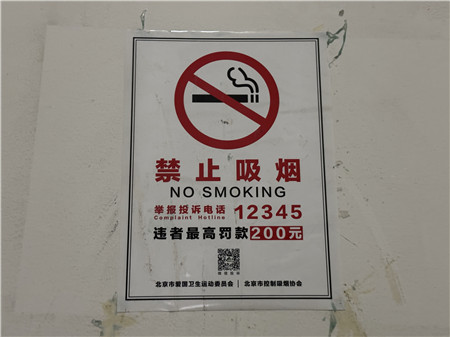 禁止吸烟
NO SMOKING
举报投诉电话 12345
Complaint Hotline
违者最高罚款200元
北京市爱国卫生运动委员会 | 北京市控制吸烟协会